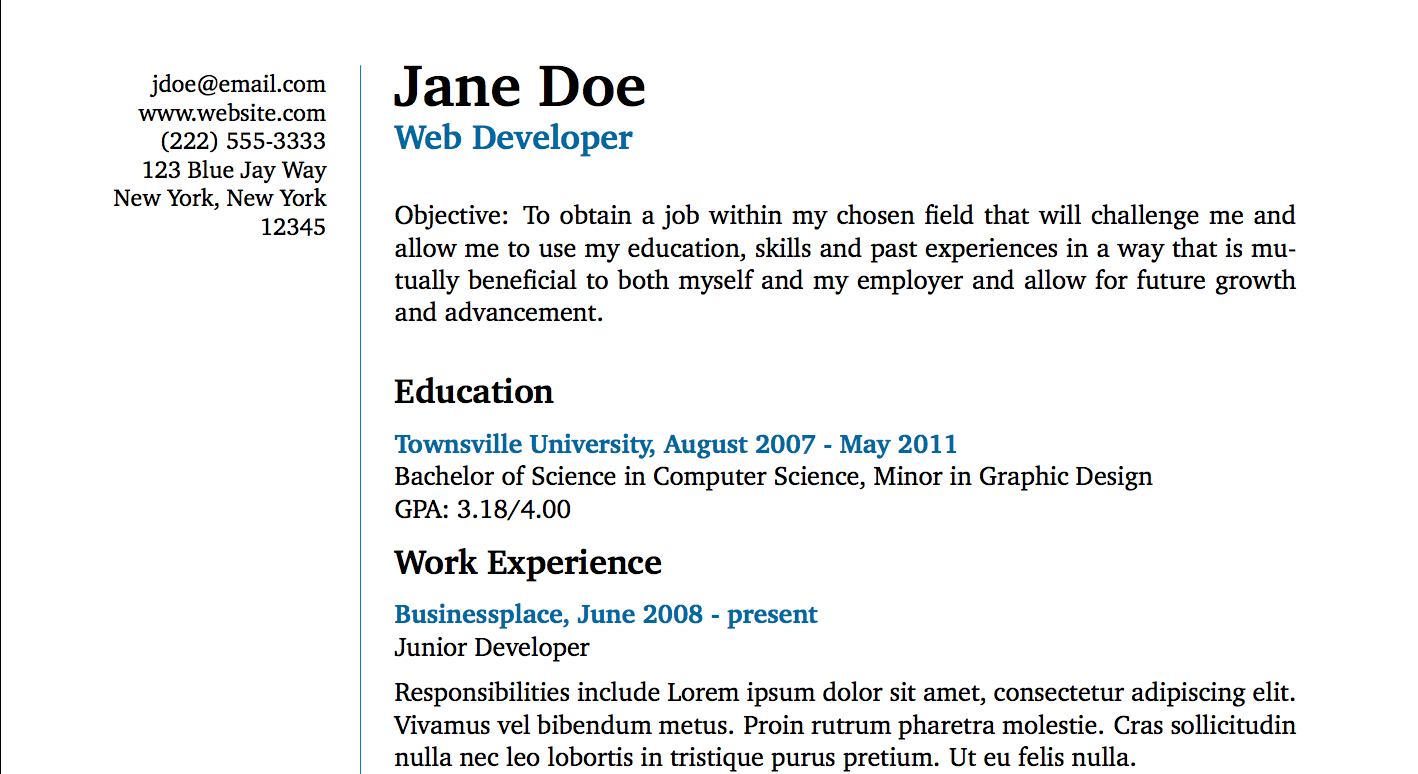 jdoe@email.com
www.website.com
(222) 555-3333
123 Blue Jay Way
New York, New York
12345
Jane Doe
Web Developer
Objective: To obtain a job within my chosen field that will challenge me and
allow me to use my education, skills and past experiences in a way that is mu-
tually beneficial to both myself and my employer and allow for future growth
and advancement.
Education
Townsville University, August 2007 - May 2011
Bachelor of Science in Computer Science, Minor in Graphic Design
GPA: 3.18/4.00
Work Experience
Businessplace, June 2008 - present
Junior Developer
Responsibilities include Lorem ipsum dolor sit amet, consectetur adipiscing elit.
Vivamus vel bibendum metus. Proin rutrum pharetra molestie. Cras sollicitudin
nulla nec leo lobortis in tristique purus pretium. Ut eu felis nulla.